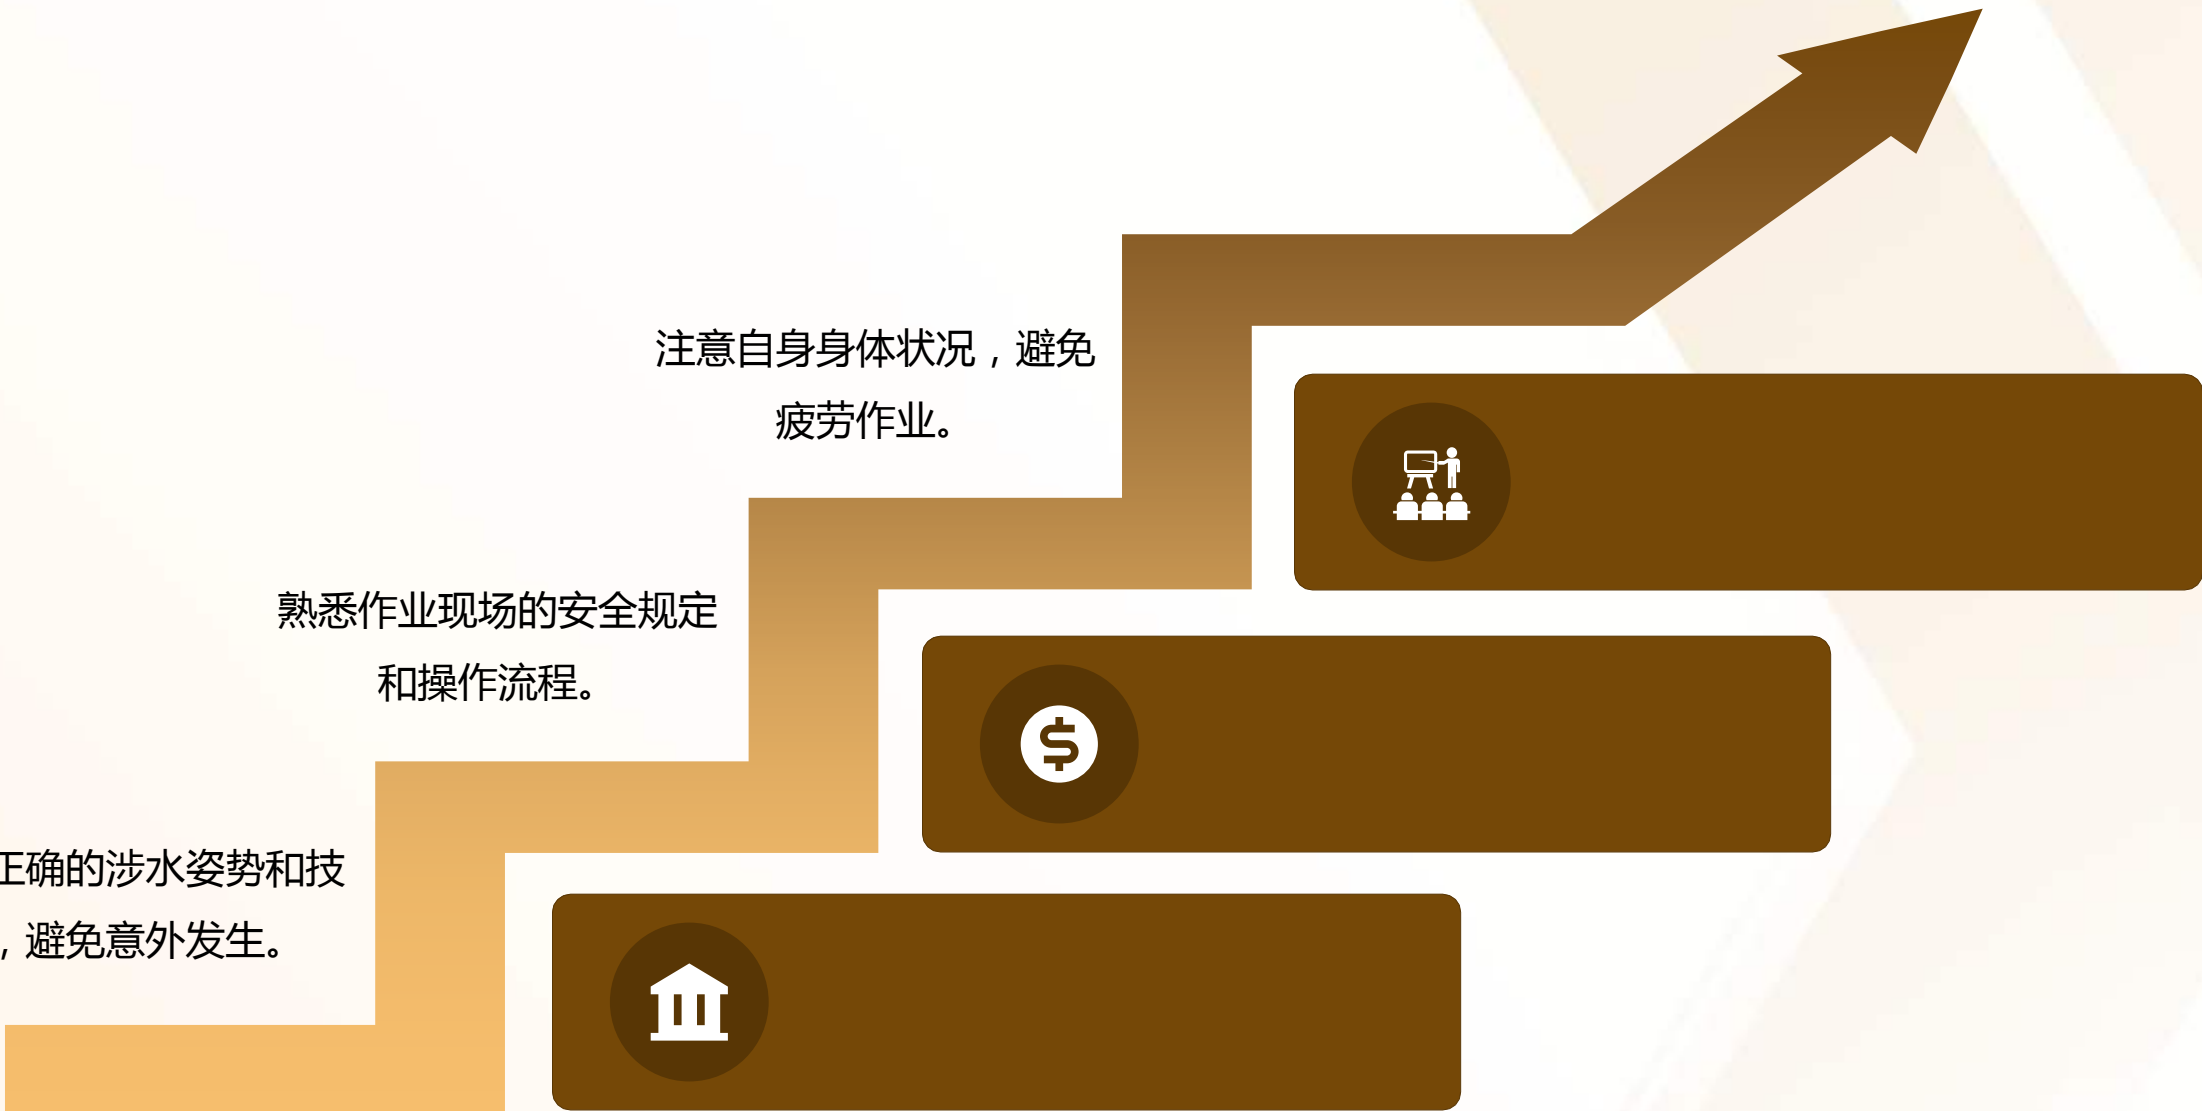 注意自身身体状况，避免
疲劳作业。
熟悉作业现场的安全规定
和操作流程。
正确的涉水姿势和技
，避免意外发生。